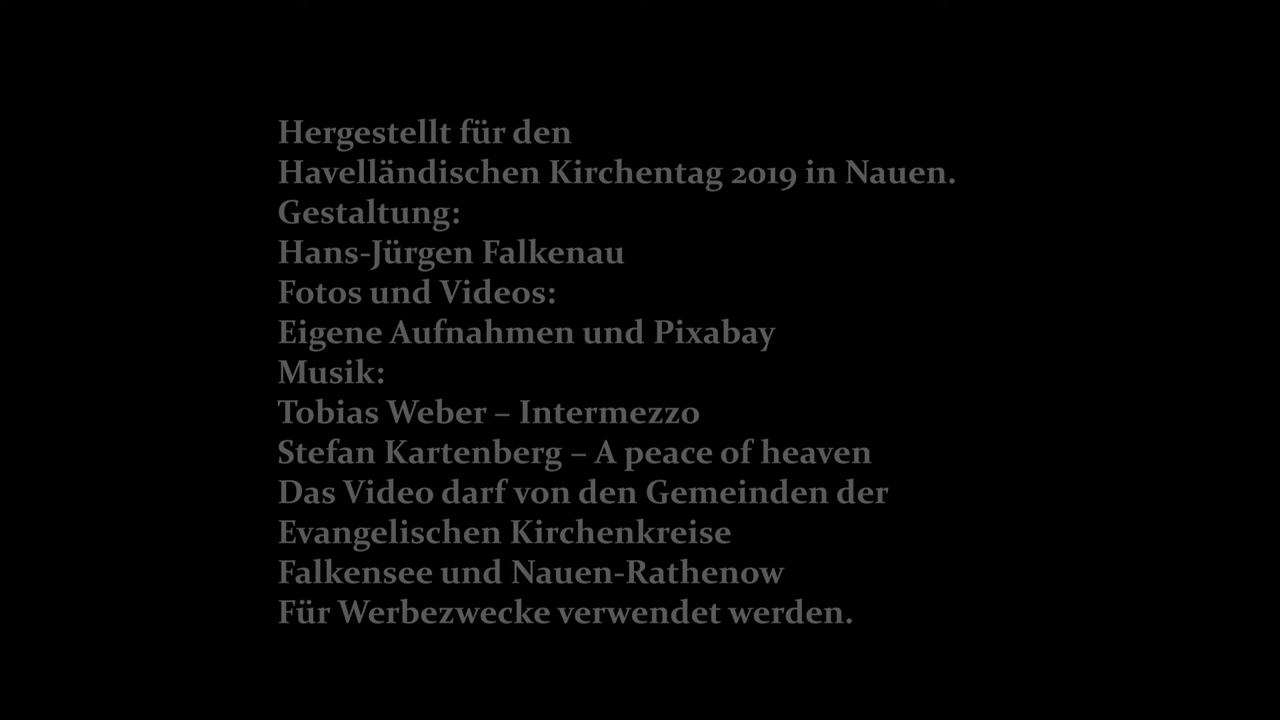 Hergestellt für den
Havelländischen Kirchentag 2019 in Nauen.
Gestaltung:
Hans-Jürgen Falkenau
Fotos und Videos:
Eigene Aufnahmen und Pixabay
Musik:
Tobias Weber – Intermezzo
Stefan Kartenberg – A peace of heaven
Das Video darf von den Gemeinden der
Evangelischen Kirchenkreise
Falkensee und Nauen-Rathenow
Für Werbezwecke verwendet werden.